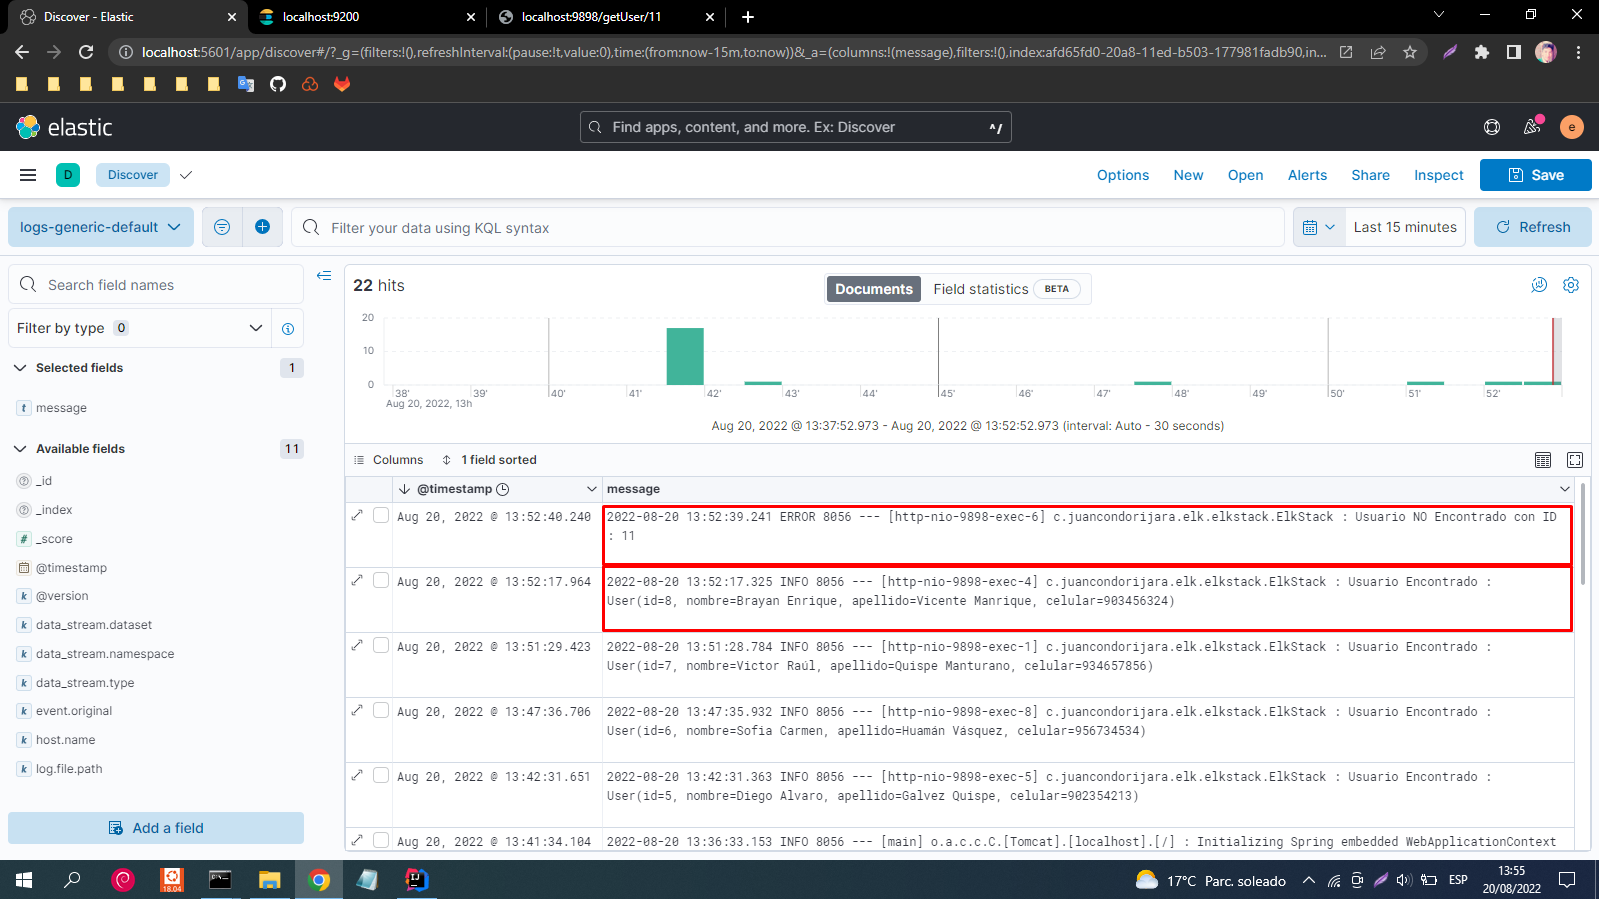 Discover - Elastic
localhost:9200
localhost:9898/getUser/11
localhost:5601/app/discover#/?_g=(filters:!(),refreshInterval:(pause:!t,value:0),time:(from:now-15m,to:now))&_a=(columns:!(message),filters:!(),index:afd65fd0-20a8-11ed-b503-177981fadb90,in...
elastic
Find apps, content, and more. Ex: Discover
^/
e
D
Discover
Options
New
Open
Alerts
Share
Inspect
Save
logs-generic-default
Filter your data using KQL syntax
Last 15 minutes
Refresh
Search field names
Filter by type 0
Selected fields 1
t message
Available fields 11
_id
_index
# _score
@timestamp
k @version
k data_stream.dataset
k data_stream.namespace
k data_stream.type
k event.original
k host.name
k log.file.path
Add a field
22 hits
Documents
Field statistics BETA
20
10
0
38' 39' 40' 41' 42' 43' 44' 45' 46' 47' 48' 49' 50' 51' 52'
Aug 20, 2022, 13h
Aug 20, 2022 @ 13:37:52.973 - Aug 20, 2022 @ 13:52:52.973 (interval: Auto - 30 seconds)
Columns 1 field sorted
@timestamp message
Aug 20, 2022 @ 13:52:40.240 2022-08-20 13:52:39.241 ERROR 8056 --- [http-nio-9898-exec-6] c.juancondorijara.elk.elkstack.ElkStack : Usuario NO Encontrado con ID
: 11
Aug 20, 2022 @ 13:52:17.964 2022-08-20 13:52:17.325 INFO 8056 --- [http-nio-9898-exec-4] c.juancondorijara.elk.elkstack.ElkStack : Usuario Encontrado :
User(id=8, nombre=Brayan Enrique, apellido=Vicente Manrique, celular=903456324)
Aug 20, 2022 @ 13:51:29.423 2022-08-20 13:51:28.784 INFO 8056 --- [http-nio-9898-exec-1] c.juancondorijara.elk.elkstack.ElkStack : Usuario Encontrado :
User(id=7, nombre=Victor Raúl, apellido=Quispe Manturano, celular=934657856)
Aug 20, 2022 @ 13:47:36.706 2022-08-20 13:47:35.932 INFO 8056 --- [http-nio-9898-exec-8] c.juancondorijara.elk.elkstack.ElkStack : Usuario Encontrado :
User(id=6, nombre=Sofia Carmen, apellido=Huamán Vásquez, celular=956734534)
Aug 20, 2022 @ 13:42:31.651 2022-08-20 13:42:31.363 INFO 8056 --- [http-nio-9898-exec-5] c.juancondorijara.elk.elkstack.ElkStack : Usuario Encontrado :
User(id=5, nombre=Diego Alvaro, apellido=Galvez Quispe, celular=902354213)
Aug 20, 2022 @ 13:41:34.104 2022-08-20 13:36:33.153 INFO 8056 --- [main] o.a.c.c.C.[Tomcat].[localhost].[/] : Initializing Spring embedded WebApplicationContext
18.04
17°C Parc. soleado
ESP
13:55
20/08/2022